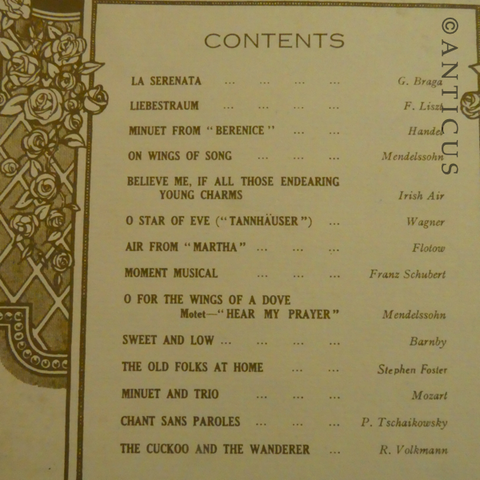 CONTENTS
LA SERENATA ... ... ... ... G. Braga
LIEBESTRAUM ... ... ... ... F. Liszt
MINUET FROM "BERENICE" ... ... Handel
ON WINGS OF SONG ... ... ... Mendelssohn
BELIEVE ME, IF ALL THOSE ENDEARING
YOUNG CHARMS ... ... ... Irish Air
O STAR OF EVE ("TANNHÄUSER") ... Wagner
AIR FROM "MARTHA" ... ... ... Flotow
MOMENT MUSICAL ... ... ... Franz Schubert
O FOR THE WINGS OF A DOVE
Motet—"HEAR MY PRAYER" Mendelssohn
SWEET AND LOW ... ... ... ... Barnby
THE OLD FOLKS AT HOME ... ... Stephen Foster
MINUET AND TRIO ... ... ... Mozart
CHANT SANS PAROLES ... ... ... P. Tschaikowsky
THE CUCKOO AND THE WANDERER ... R. Volkmann
©ANTICUS